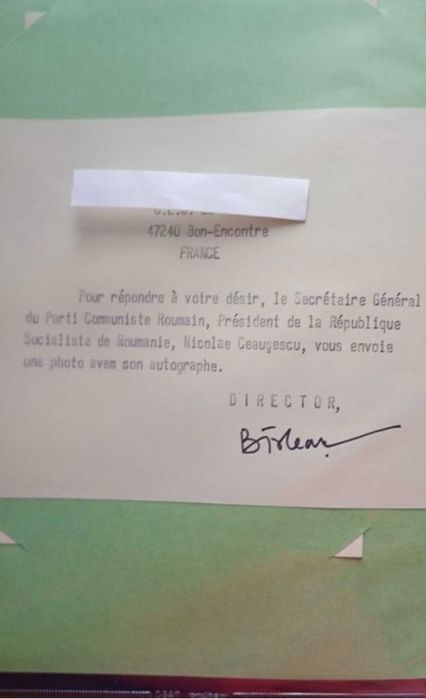 47240 Bon-Encontre
FRANCE
Pour répondre à votre désir, le Secrétaire Général
du Parti Communiste Roumain, Président de la République
Socialiste de Roumanie, Nicolae Ceauşescu, vous envoie
une photo avem son autographe.
DIRECTOR,